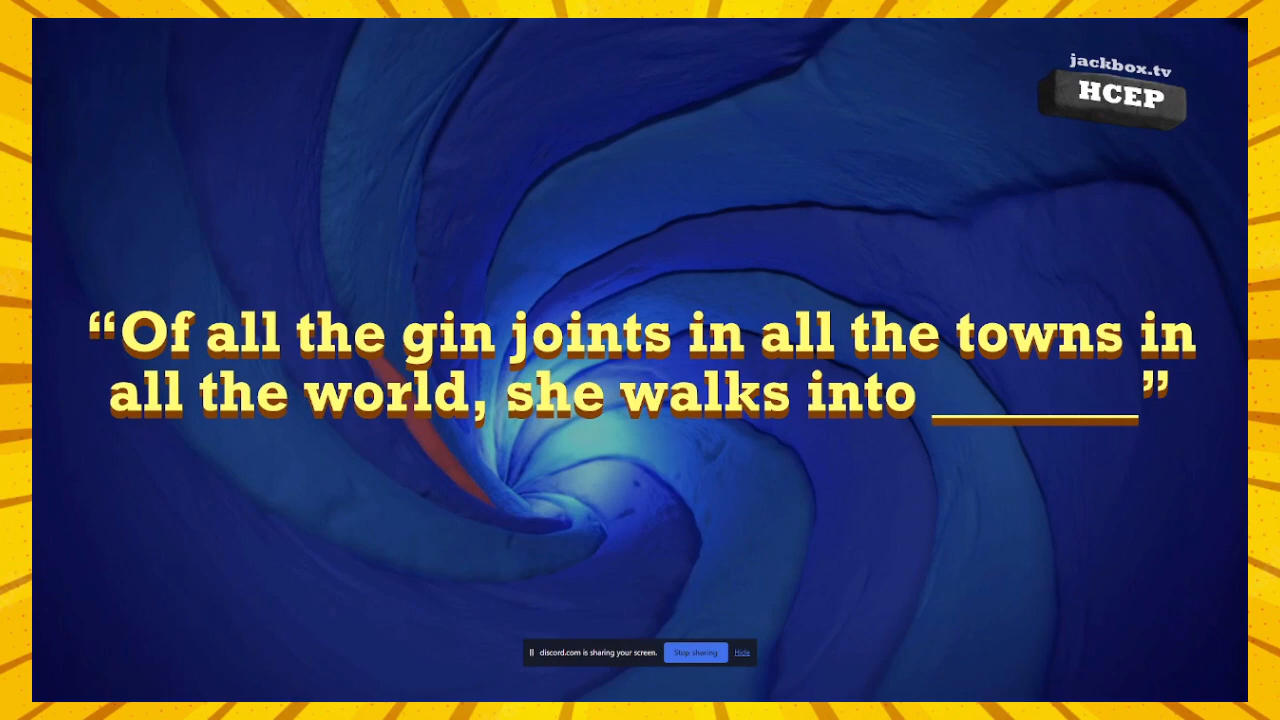 jackbox.tv
HCEP
“Of all the gin joints in all the towns in
all the world, she walks into ________”
discord.com is sharing your screen. Stop sharing Hide